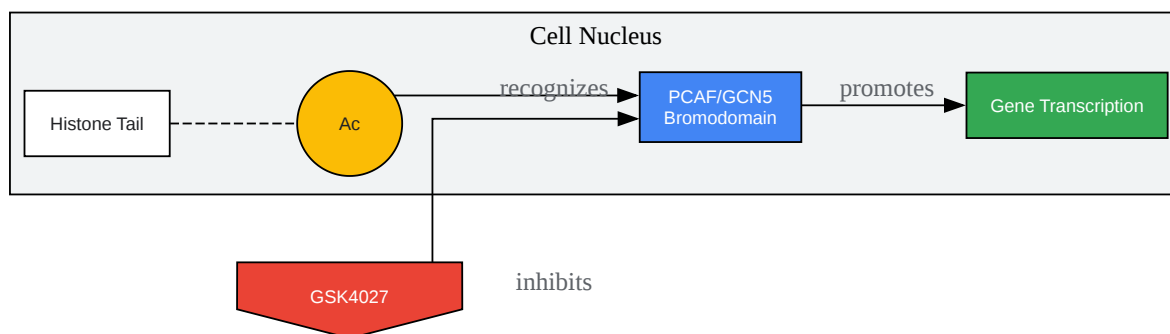 Cell Nucleus
Histone Tail
Ac
recognizes
PCAF/GCN5
Bromodomain
promotes
Gene Transcription
GSK4027
inhibits